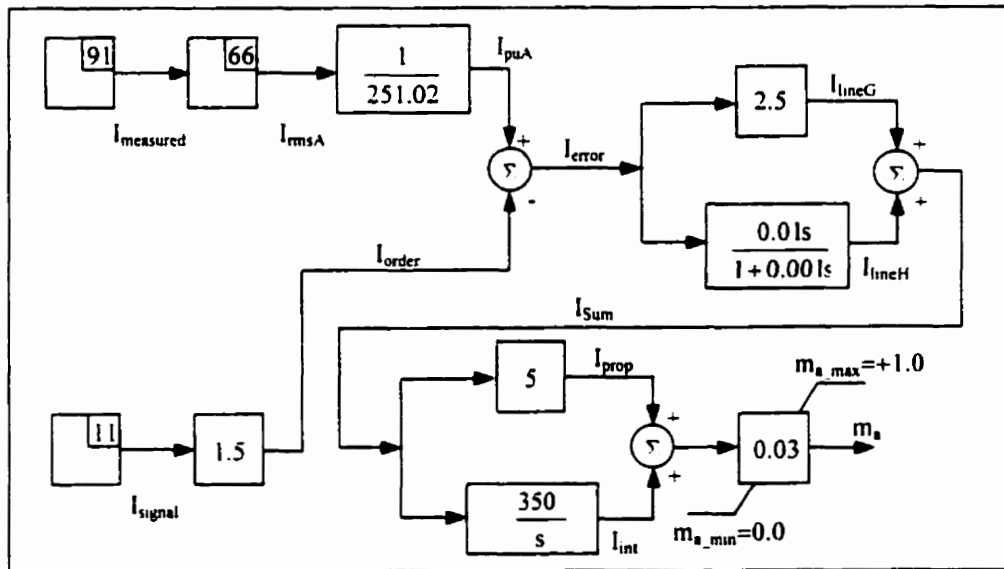 91
66
1
251.02
I_puA
I_measured
I_rmsA
+
Σ
-
I_error
2.5
I_lineG
+
Σ
+
0.01s
1+0.001s
I_lineH
I_order
I_Sum
11
1.5
I_signal
5
I_prop
+
Σ
+
350
s
I_int
m_a_max=+1.0
0.03
m_a
m_a_min=0.0